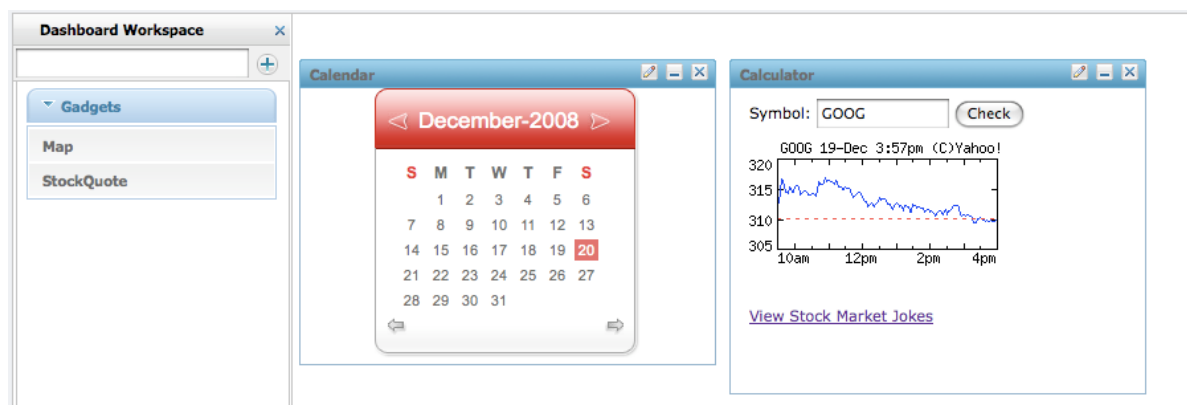 Dashboard Workspace
Gadgets
Map
StockQuote
Calendar
December-2008
S M T W T F S
1 2 3 4 5 6
7 8 9 10 11 12 13
14 15 16 17 18 19 20
21 22 23 24 25 26 27
28 29 30 31
Calculator
Symbol: GOOG Check
GOOG 19-Dec 3:57pm (C)Yahoo!
320
315
310
305
10am 12pm 2pm 4pm
View Stock Market Jokes